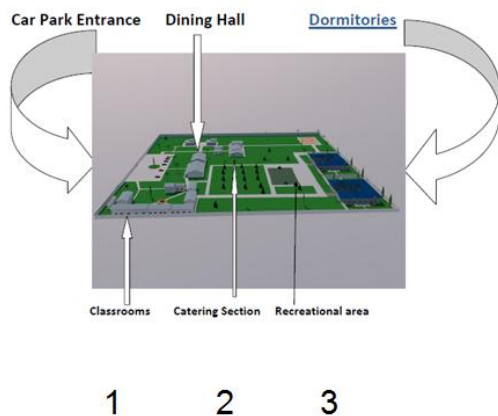 Car Park Entrance Dining Hall Dormitories
Classrooms Catering Section Recreational area
1 2 3